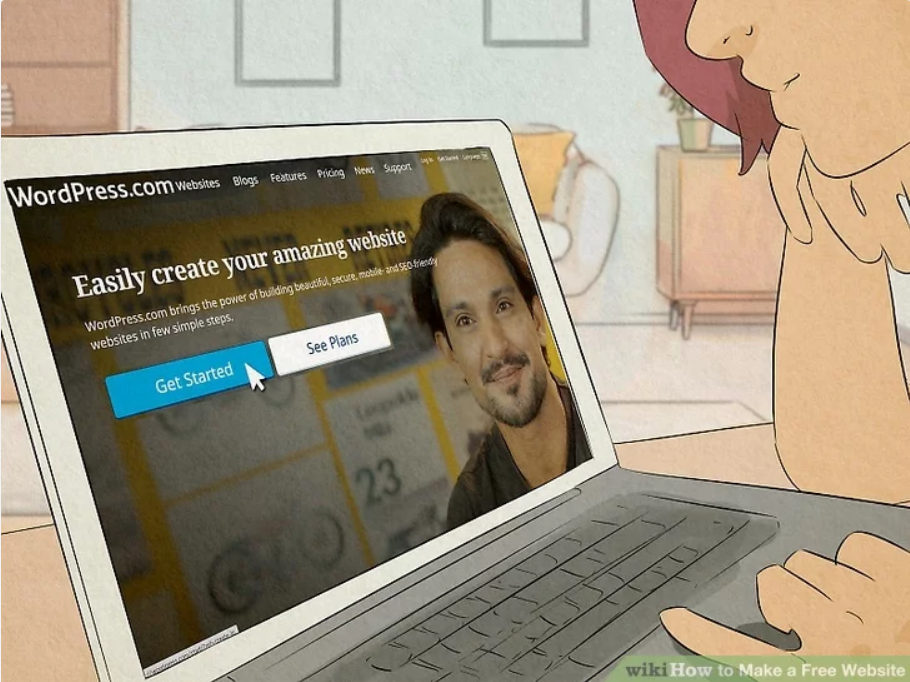 WordPress.com Websites Blogs Features Pricing News Support Log In Get Started Language
Easily create your amazing website
WordPress.com brings the power of building beautiful, secure, mobile- and SEO-friendly
websites in few simple steps.
Get Started See Plans
23
wikiHow to Make a Free Website